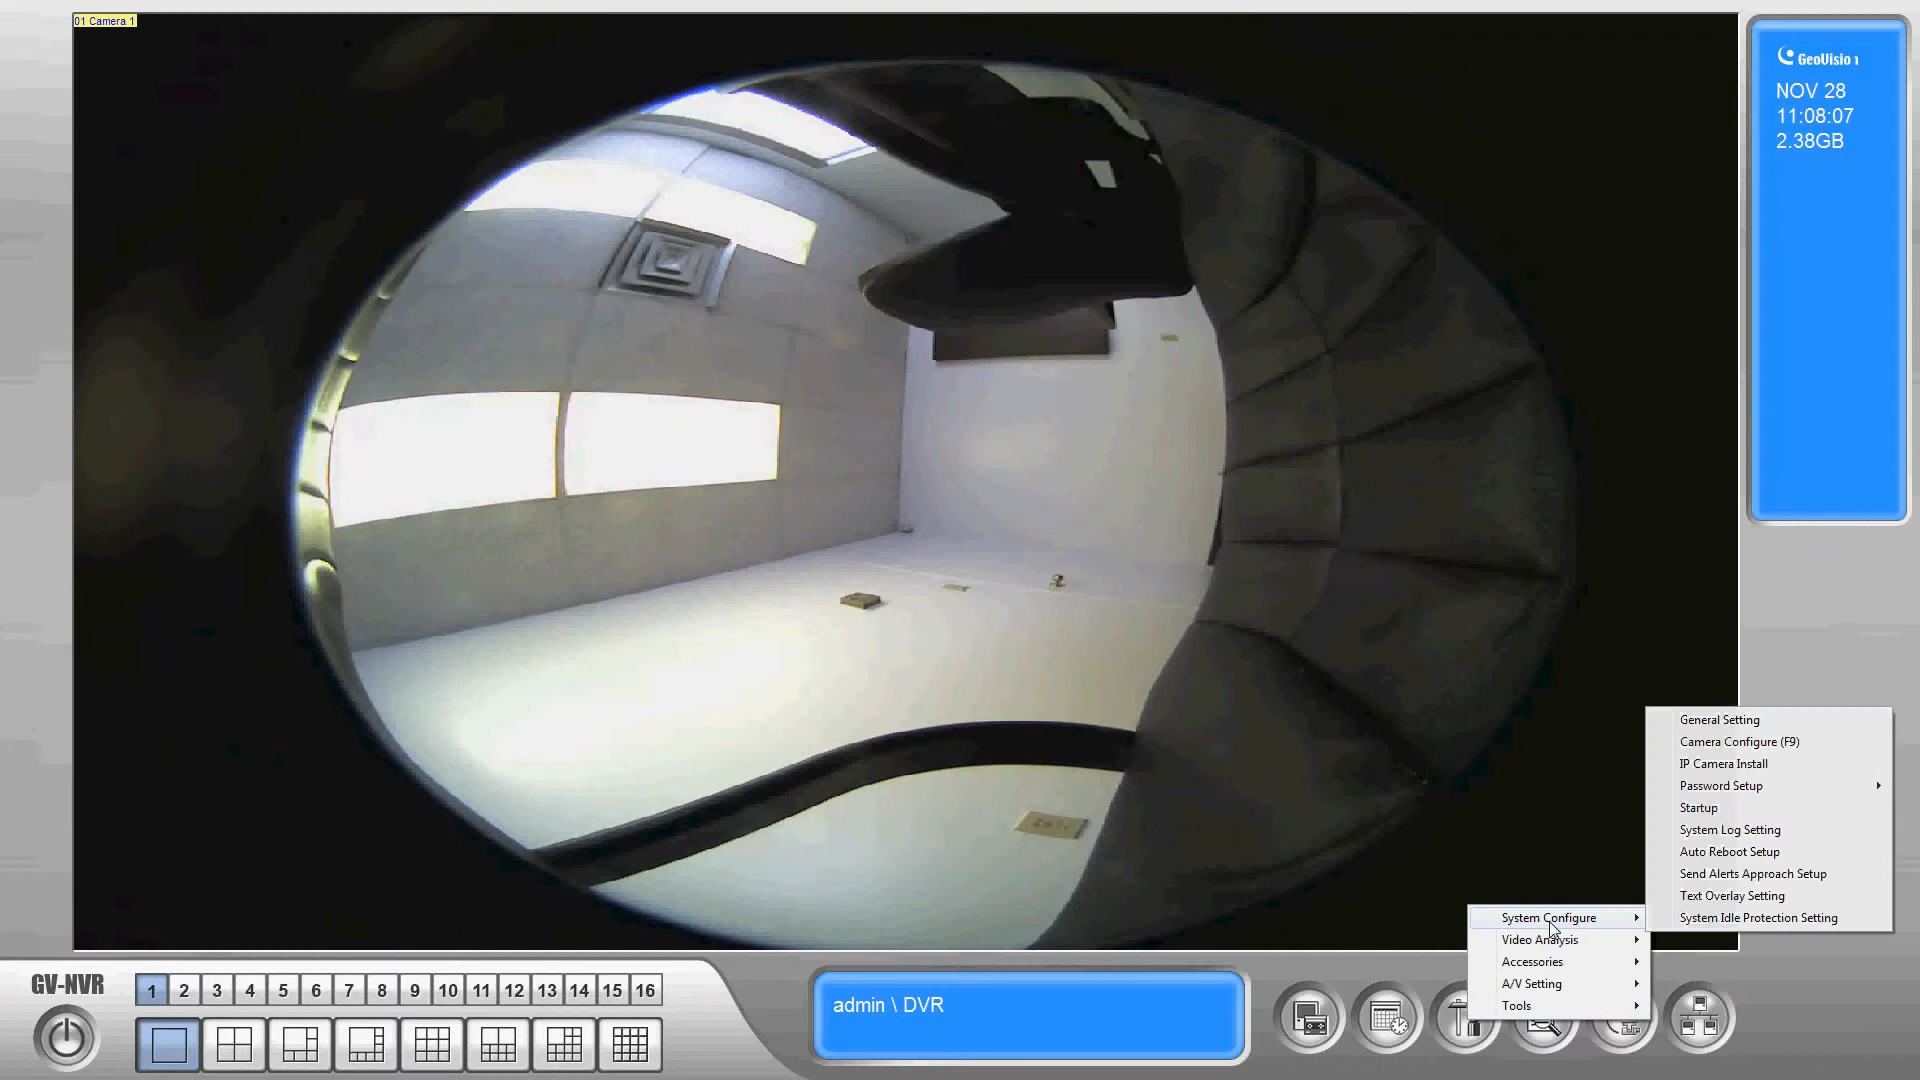 01 Camera 1
GeoVisio
NOV 28
11:08:07
2.38GB
General Setting
Camera Configure (F9)
IP Camera Install
Password Setup
Startup
System Log Setting
Auto Reboot Setup
Send Alerts Approach Setup
Text Overlay Setting
System Idle Protection Setting
System Configure
Video Analysis
Accessories
A/V Setting
Tools
GV-NVR
1 2 3 4 5 6 7 8 9 10 11 12 13 14 15 16
admin \ DVR